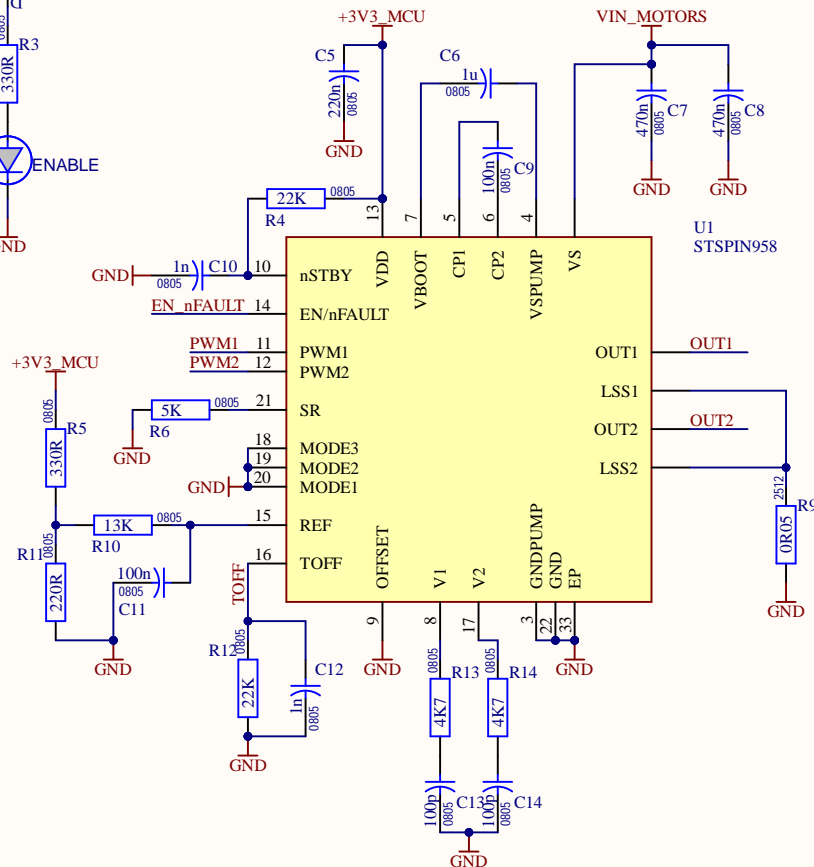 0805
R3
330R
ENABLE
GND
+3V3_MCU
C5
220n
0805
GND
C6
1u
0805
C9
100n
0805
VIN_MOTORS
C7
470n
0805
GND
C8
470n
0805
GND
U1
STSPIN958
22K
0805
R4
13
7
5
6
4
VDD
VBOOT
CP1
CP2
VSPUMP
VS
GND
1n
C10
0805
10
nSTBY
EN_nFAULT
14
EN/nFAULT
PWM1
11
PWM1
PWM2
12
PWM2
OUT1
OUT1
LSS1
OUT2
OUT2
LSS2
+3V3_MCU
0805
R5
330R
5K
0805
R6
GND
21
SR
18
MODE3
19
MODE2
GND
20
MODE1
13K
0805
R10
15
REF
16
TOFF
TOFF
R11
0805
220R
100n
0805
C11
GND
OFFSET
V1
V2
GNDPUMP
GND
EP
2512
R9
0R05
GND
9
8
17
3
22
33
GND
GND
R12
0805
22K
C12
1n
0805
GND
0805
R13
4K7
0805
R14
4K7
C13
100p
0805
C14
100p
0805
GND